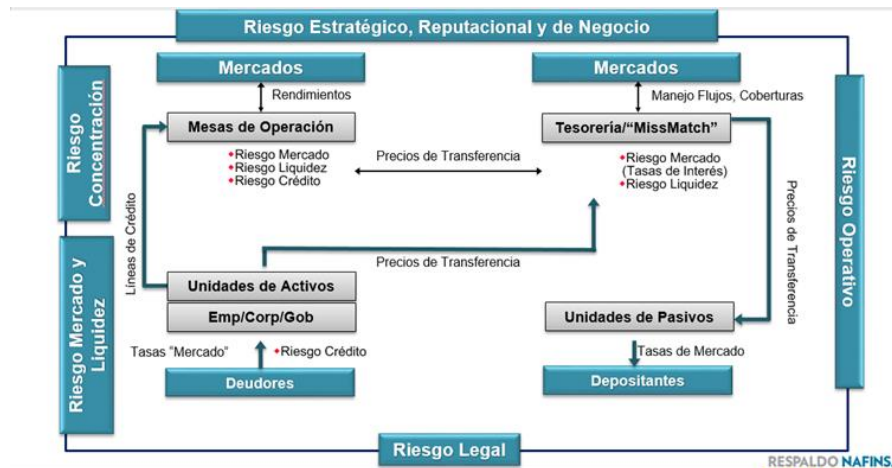 Riesgo Estratégico, Reputacional y de Negocio
Mercados
Mercados
Rendimientos
Manejo Flujos, Coberturas
Riesgo
Concentración
Mesas de Operación
Tesorería/“MissMatch”
Riesgo Mercado
Riesgo Liquidez
Riesgo Crédito
Precios de Transferencia
Riesgo Mercado
(Tasas de Interés)
Riesgo Liquidez
Precios de Transferencia
Riesgo Operativo
Líneas de Crédito
Precios de Transferencia
Riesgo Mercado y
Liquidez
Unidades de Activos
Emp/Corp/Gob
Unidades de Pasivos
Tasas “Mercado”
Riesgo Crédito
Tasas de Mercado
Deudores
Depositantes
Riesgo Legal
RESPALDO NAFINS